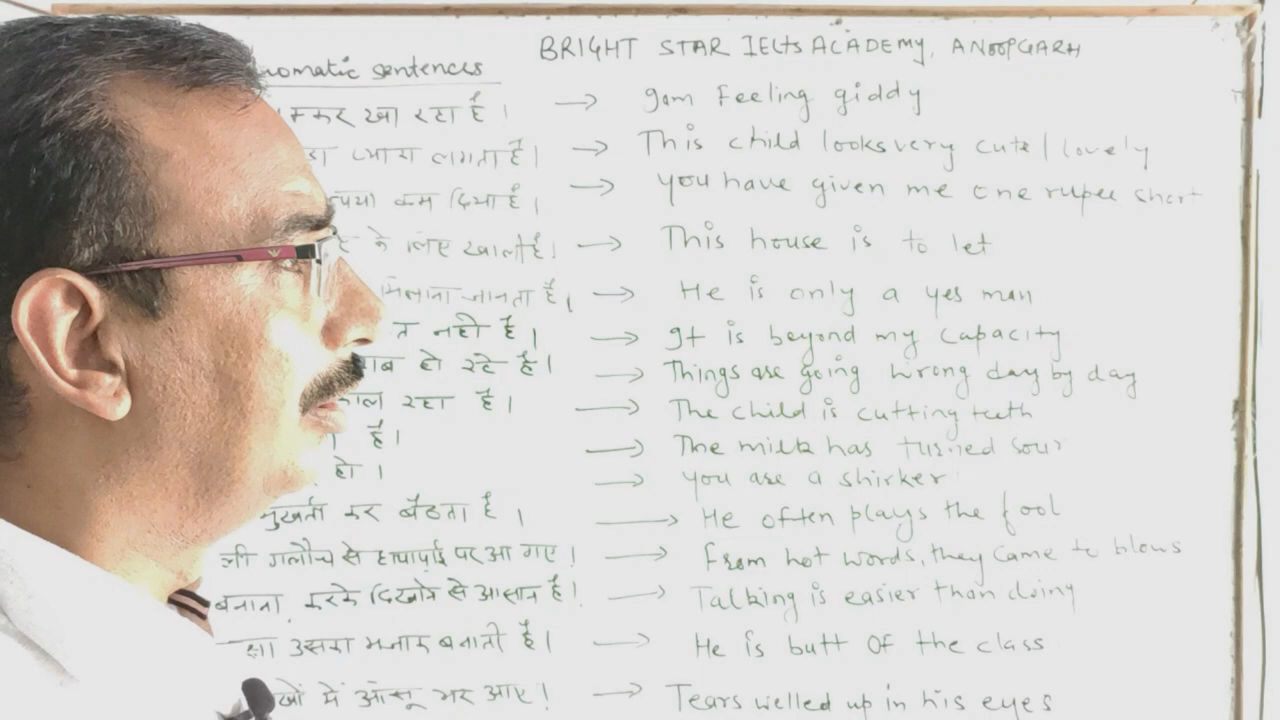 BRIGHT STAR IELTS ACADEMY, ANOOPGARH
sentences
खा रहा है। → I am Feeling giddy
प्यारा लगता है। → This child looks very cute / lovely
कम दिया है। → you have given me one rupee short
के लिए खाली है। → This house is to let
मिलाना जानता है। → He is only a yes man
नही है। → It is beyond my capacity
हो रहे है। → Things are going wrong day by day
रहा है। → The child is cutting teeth
है। → The milk has turned sour
हो। → you are a shirker
मुर्खता कर बैठता है। → He often plays the fool
गलौच से हाथापाई पर आ गए! → From hot words, they came to blows
बनाना, करके दिखाने से आसान है! → Talking is easier than doing
उसका मजाक बनाती है। → He is butt of the class
में आंसू भर आए! → Tears welled up in his eyes